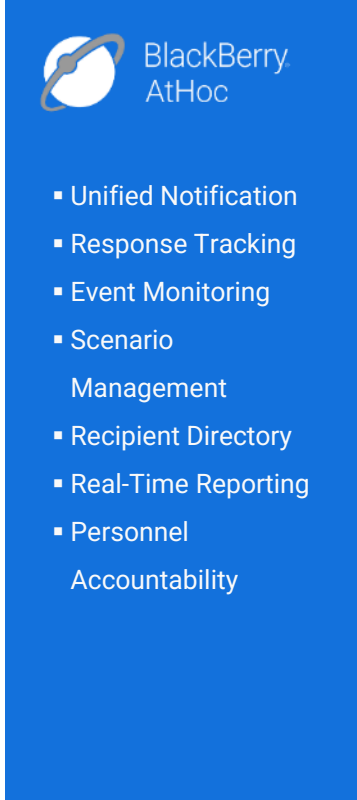 BlackBerry.
AtHoc
▪ Unified Notification
▪ Response Tracking
▪ Event Monitoring
▪ Scenario
Management
▪ Recipient Directory
▪ Real-Time Reporting
▪ Personnel
Accountability